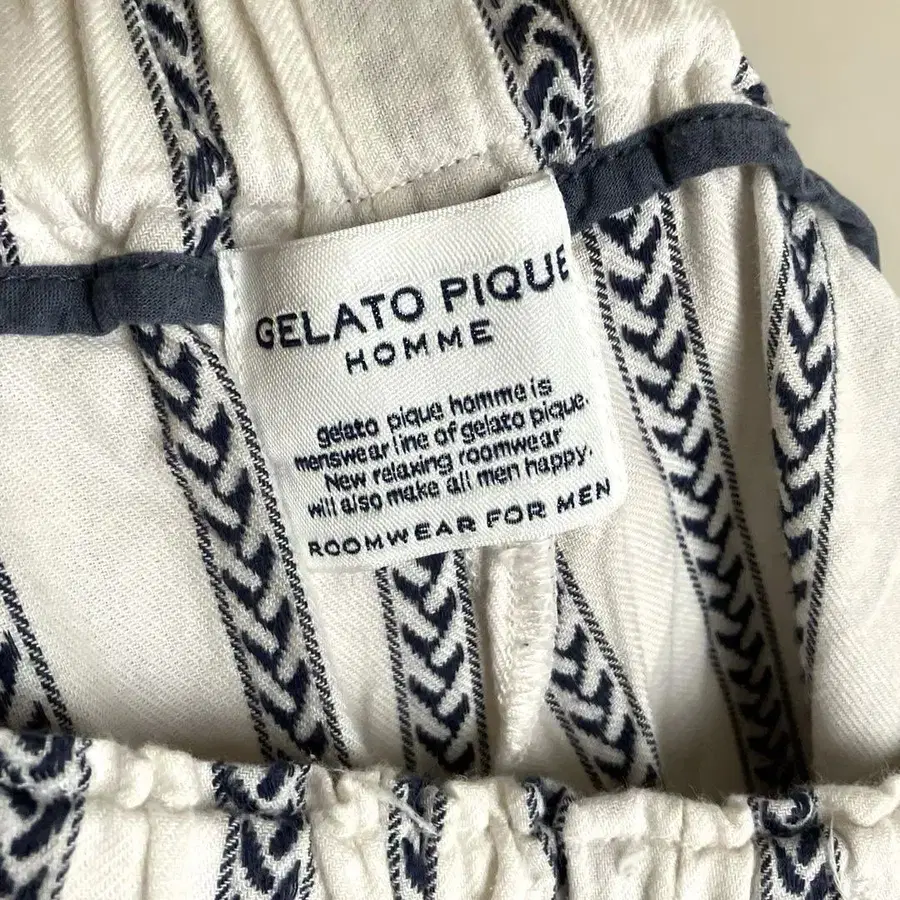 GELATO PIQUE
HOMME
gelato pique homme is
menswear line of gelato pique.
New relaxing roomwear
will also make all men happy.
ROOMWEAR FOR MEN